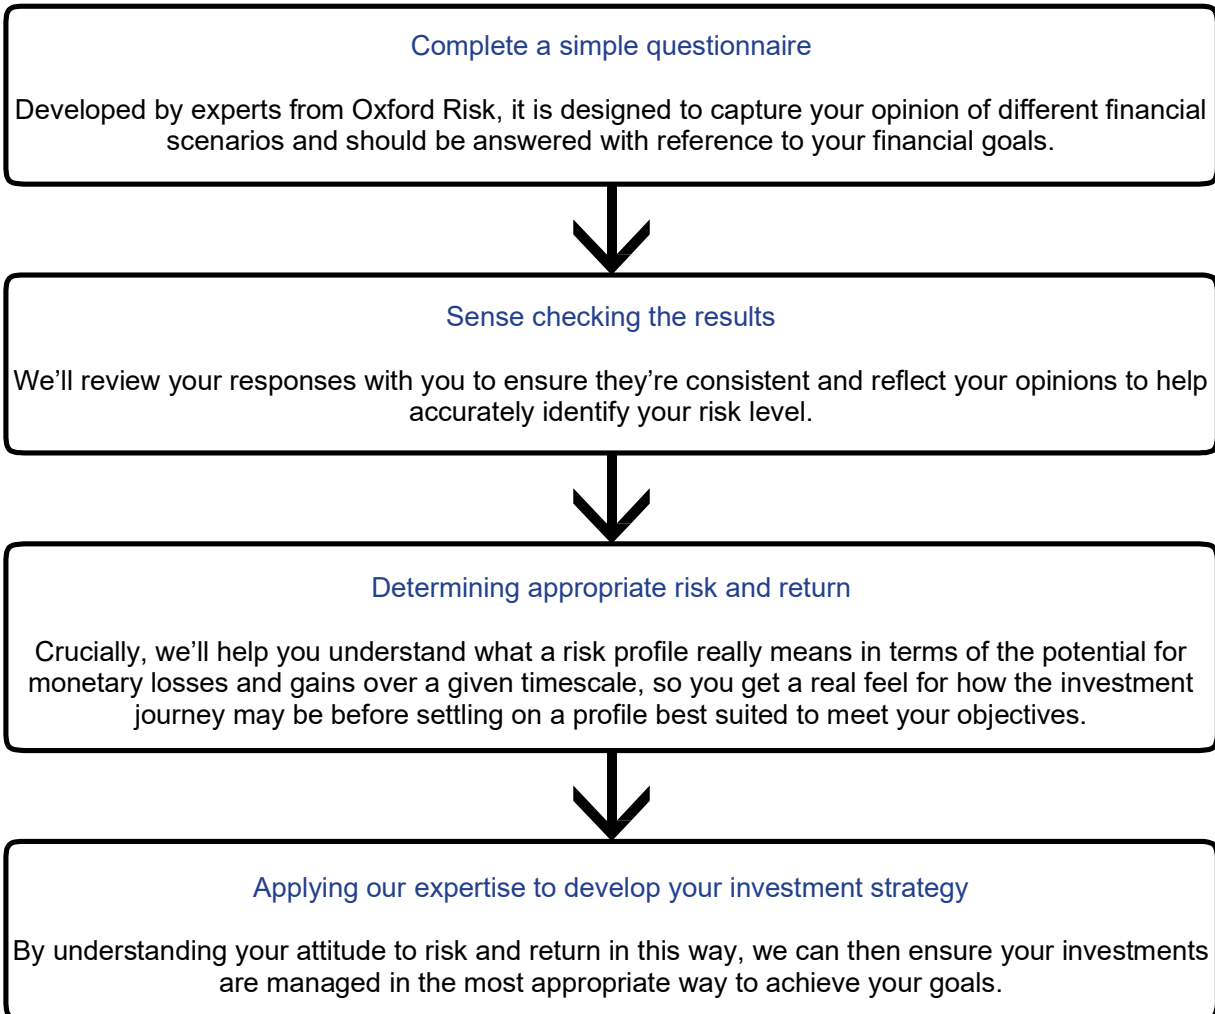 Complete a simple questionnaire
Developed by experts from Oxford Risk, it is designed to capture your opinion of different financial
scenarios and should be answered with reference to your financial goals.
Sense checking the results
We’ll review your responses with you to ensure they’re consistent and reflect your opinions to help
accurately identify your risk level.
Determining appropriate risk and return
Crucially, we’ll help you understand what a risk profile really means in terms of the potential for
monetary losses and gains over a given timescale, so you get a real feel for how the investment
journey may be before settling on a profile best suited to meet your objectives.
Applying our expertise to develop your investment strategy
By understanding your attitude to risk and return in this way, we can then ensure your investments
are managed in the most appropriate way to achieve your goals.